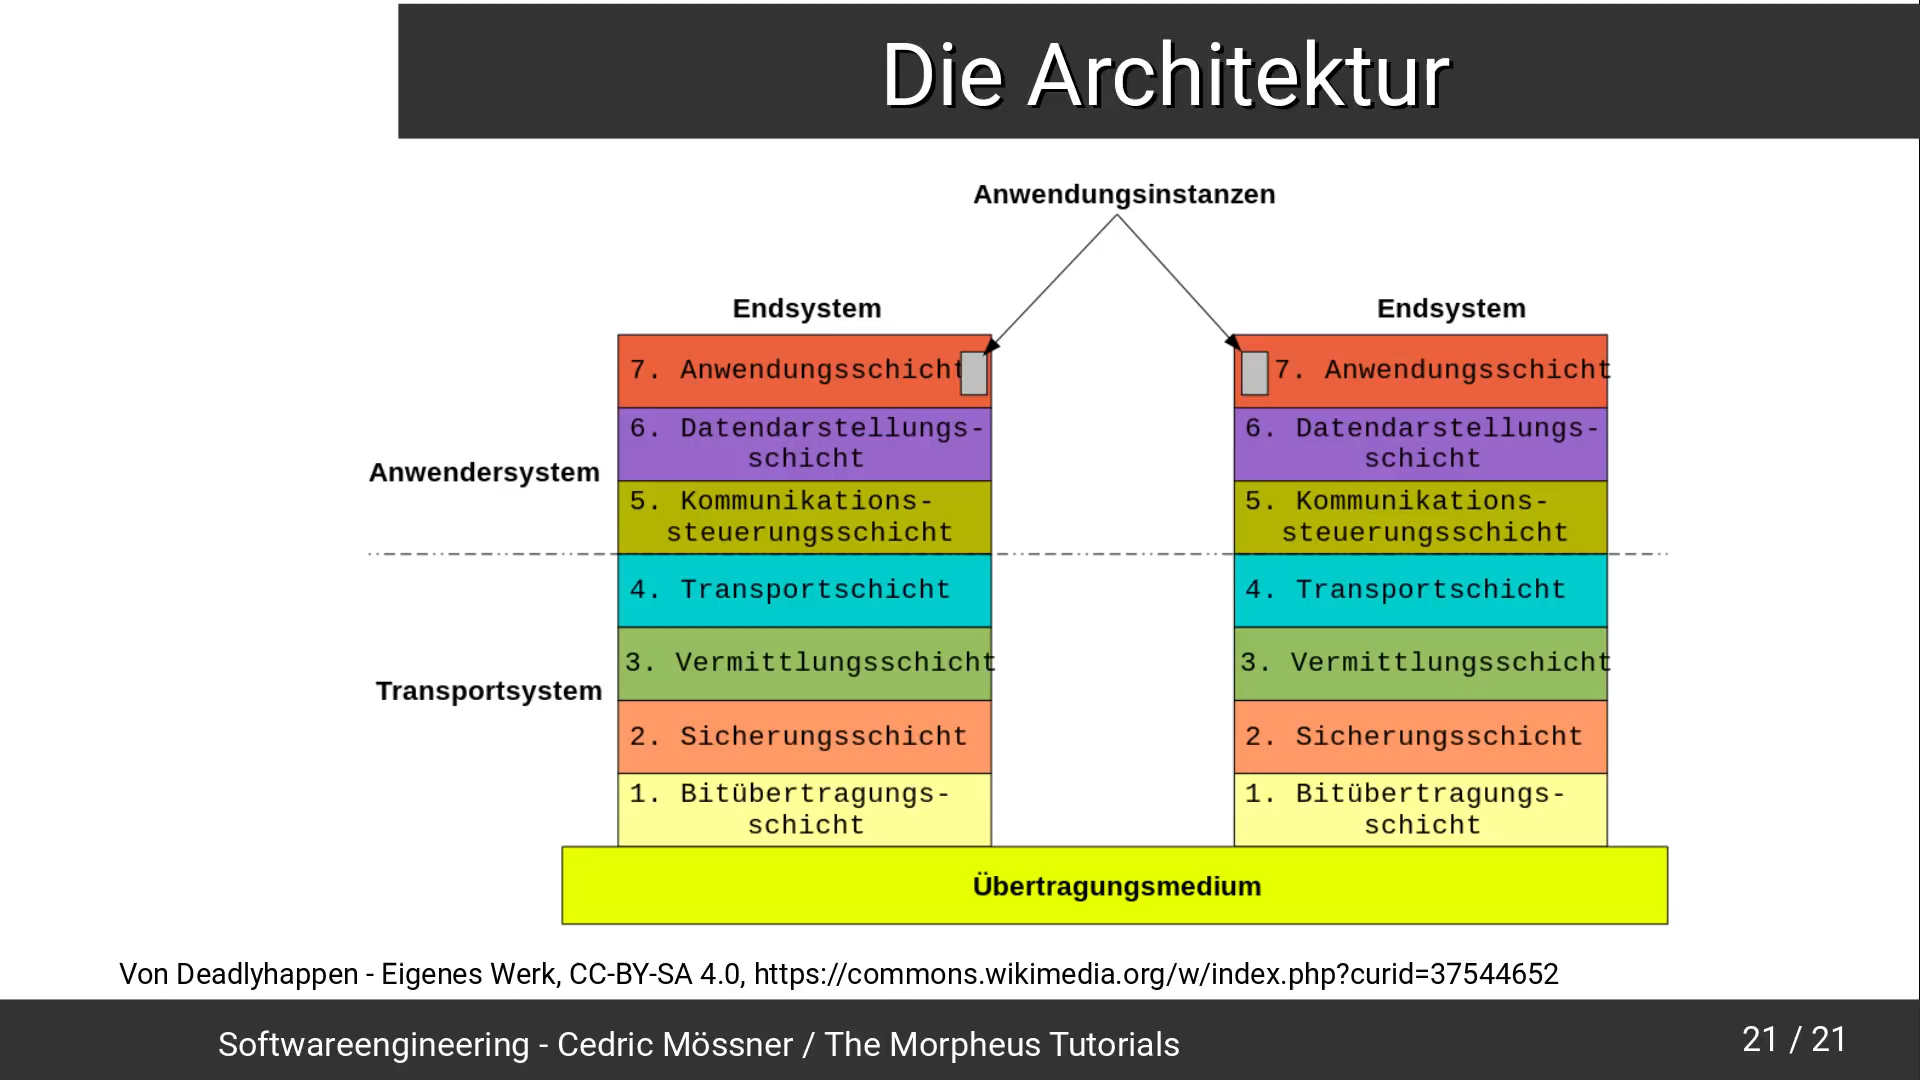 Die Architektur
Anwendungsinstanzen
Endsystem
Endsystem
7. Anwendungsschicht
6. Datendarstellungs-
schicht
5. Kommunikations-
steuerungsschicht
4. Transportschicht
3. Vermittlungsschicht
2. Sicherungsschicht
1. Bitübertragungs-
schicht
7. Anwendungsschicht
6. Datendarstellungs-
schicht
5. Kommunikations-
steuerungsschicht
4. Transportschicht
3. Vermittlungsschicht
2. Sicherungsschicht
1. Bitübertragungs-
schicht
Anwendersystem
Transportsystem
Übertragungsmedium
Von Deadlyhappen - Eigenes Werk, CC-BY-SA 4.0, https://commons.wikimedia.org/w/index.php?curid=37544652
Softwareengineering - Cedric Mössner / The Morpheus Tutorials
21 / 21